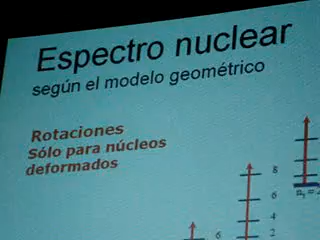 Espectro nuclear
según el modelo geométrico
Rotaciones
Sólo para núcleos
deformados
8
6
4
2
6